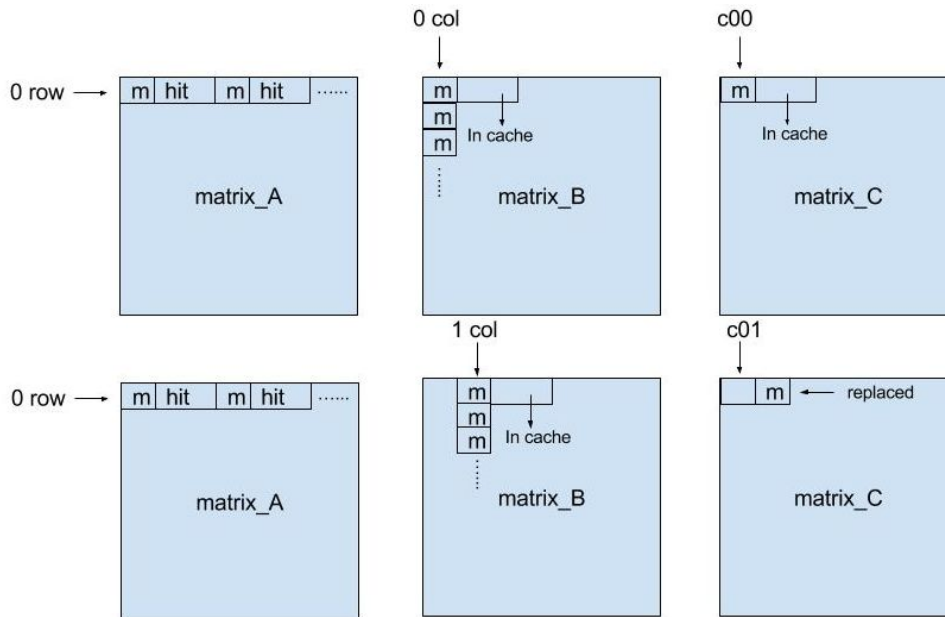 0 col
c00
0 row
m hit m hit ......
m
m
m
In cache
......
matrix_A
matrix_B
m
In cache
matrix_C
1 col
c01
0 row
m hit m hit ......
m
m
m
In cache
......
matrix_A
matrix_B
m
replaced
matrix_C